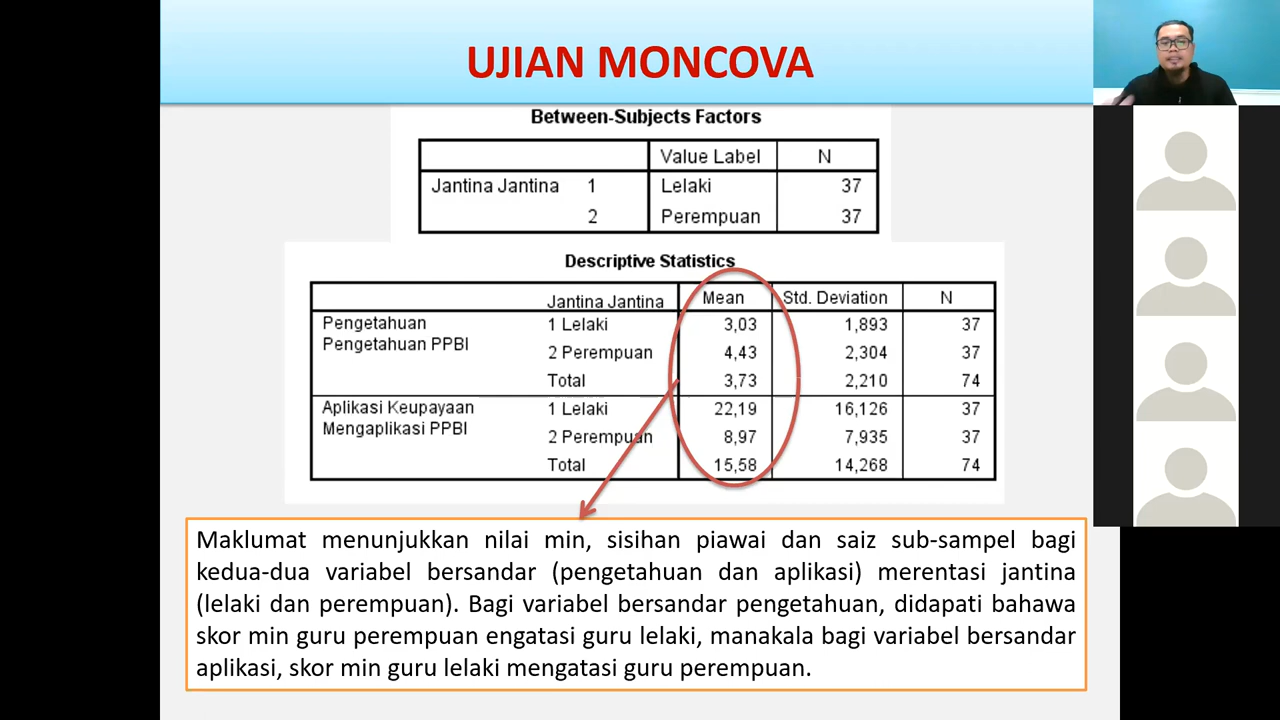 UJIAN MONCOVA
Between-Subjects Factors
Value Label N
Jantina Jantina 1 Lelaki 37
2 Perempuan 37
Descriptive Statistics
Jantina Jantina Mean Std. Deviation N
Pengetahuan Pengetahuan PPBI 1 Lelaki 3,03 1,893 37
2 Perempuan 4,43 2,304 37
Total 3,73 2,210 74
Aplikasi Keupayaan Mengaplikasi PPBI 1 Lelaki 22,19 16,126 37
2 Perempuan 8,97 7,935 37
Total 15,58 14,268 74
Maklumat menunjukkan nilai min, sisihan piawai dan saiz sub-sampel bagi
kedua-dua variabel bersandar (pengetahuan dan aplikasi) merentasi jantina
(lelaki dan perempuan). Bagi variabel bersandar pengetahuan, didapati bahawa
skor min guru perempuan engatasi guru lelaki, manakala bagi variabel bersandar
aplikasi, skor min guru lelaki mengatasi guru perempuan.